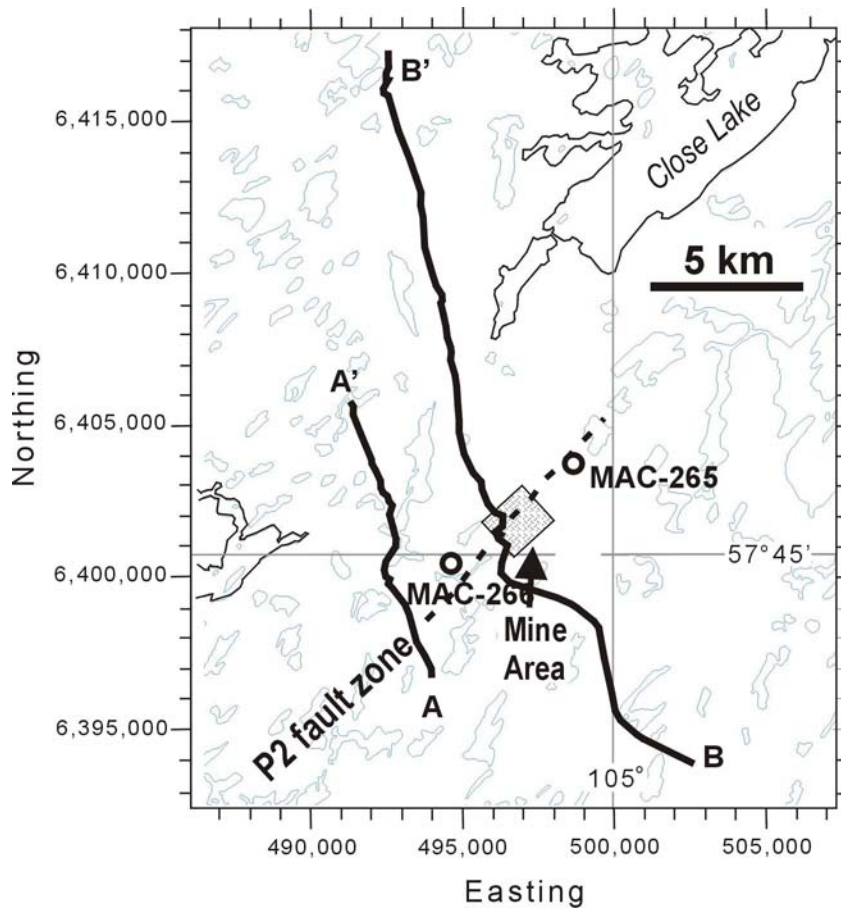 B'
6,415,000
Close Lake
6,410,000
5 km
Northing
A'
6,405,000
MAC-265
57°45'
6,400,000
MAC-266
Mine
Area
P2 fault zone
A
6,395,000
B
105°
490,000
495,000
500,000
505,000
Easting